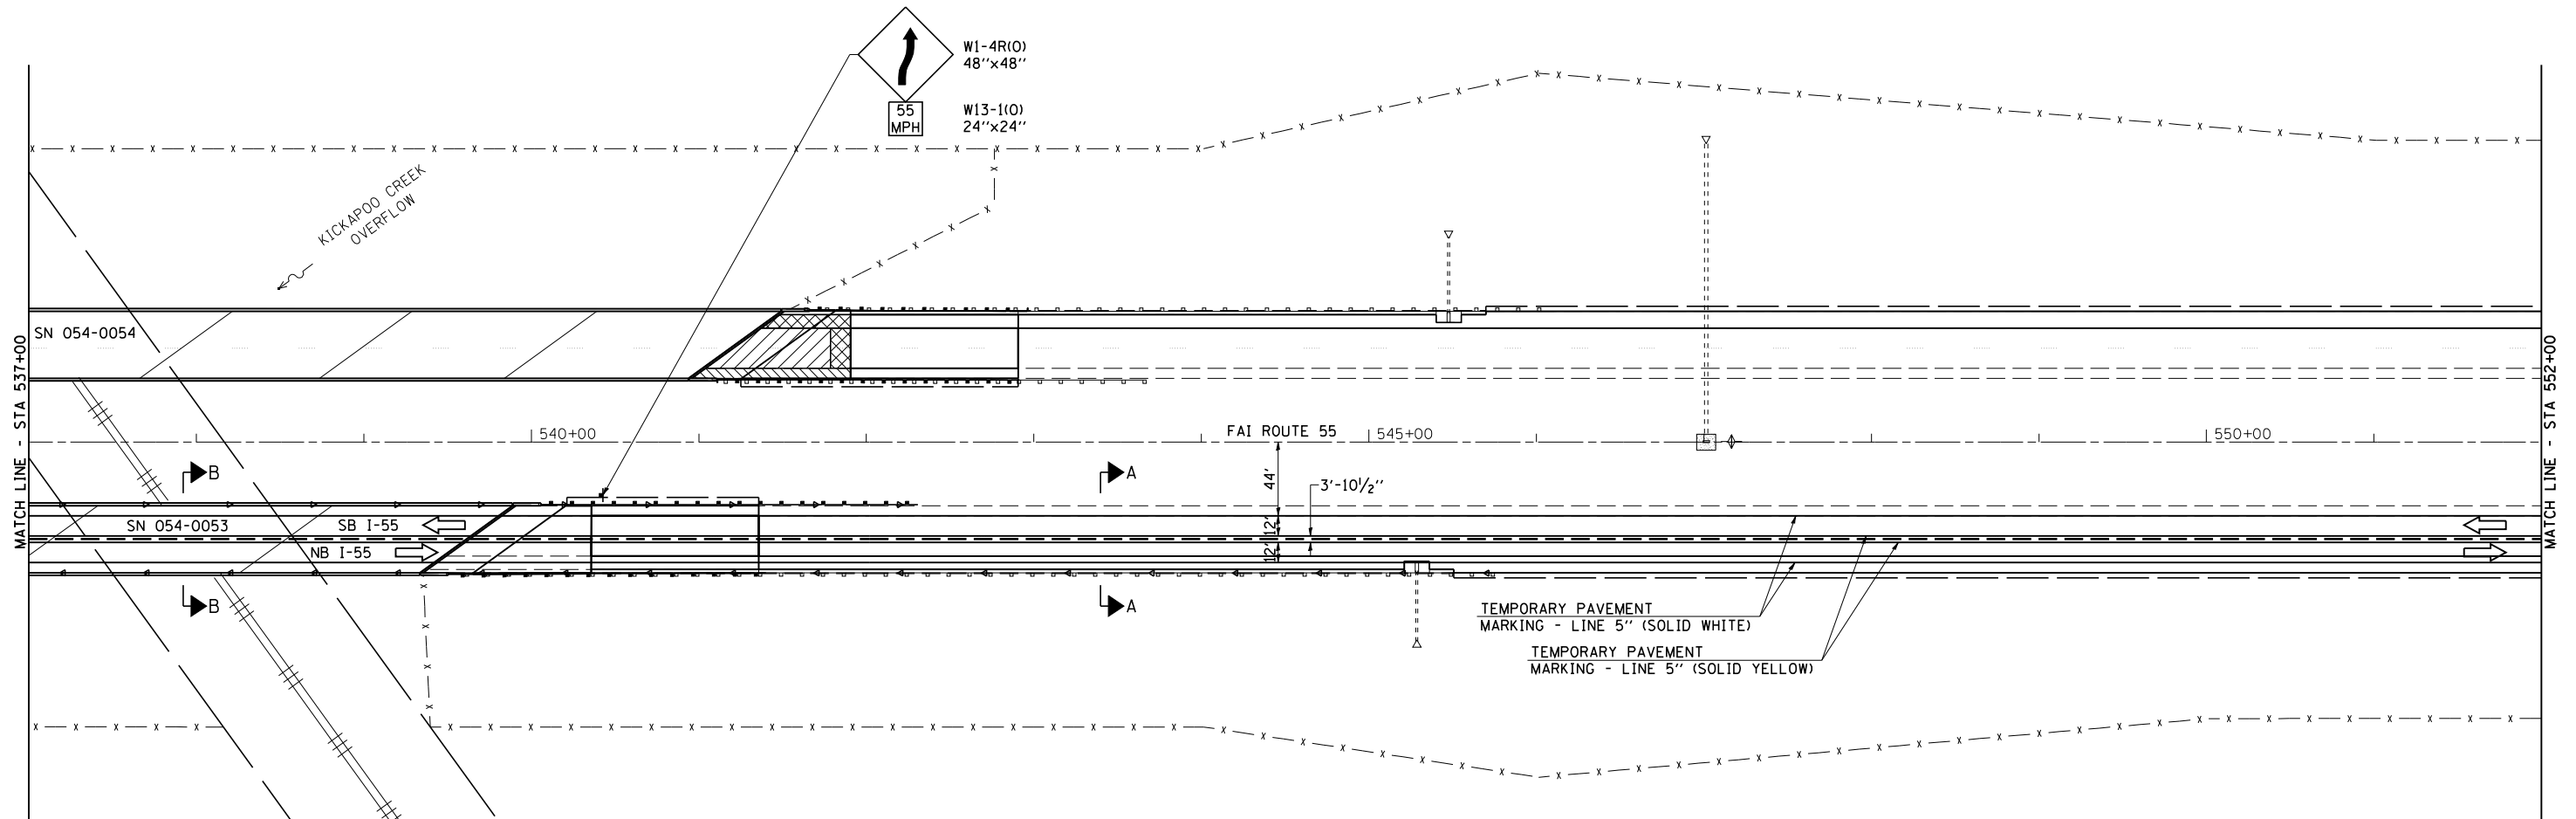 W1-4R(O)
48''x48''
55
MPH
W13-1(O)
24''x24''
KICKAPOO CREEK
OVERFLOW
SN 054-0054
MATCH LINE - STA 537+00
MATCH LINE - STA 552+00
540+00
FAI ROUTE 55
545+00
550+00
B
A
44'
3'-10½''
SN 054-0053
SB I-55
12'
NB I-55
12'
B
A
TEMPORARY PAVEMENT
MARKING - LINE 5'' (SOLID WHITE)
TEMPORARY PAVEMENT
MARKING - LINE 5'' (SOLID YELLOW)